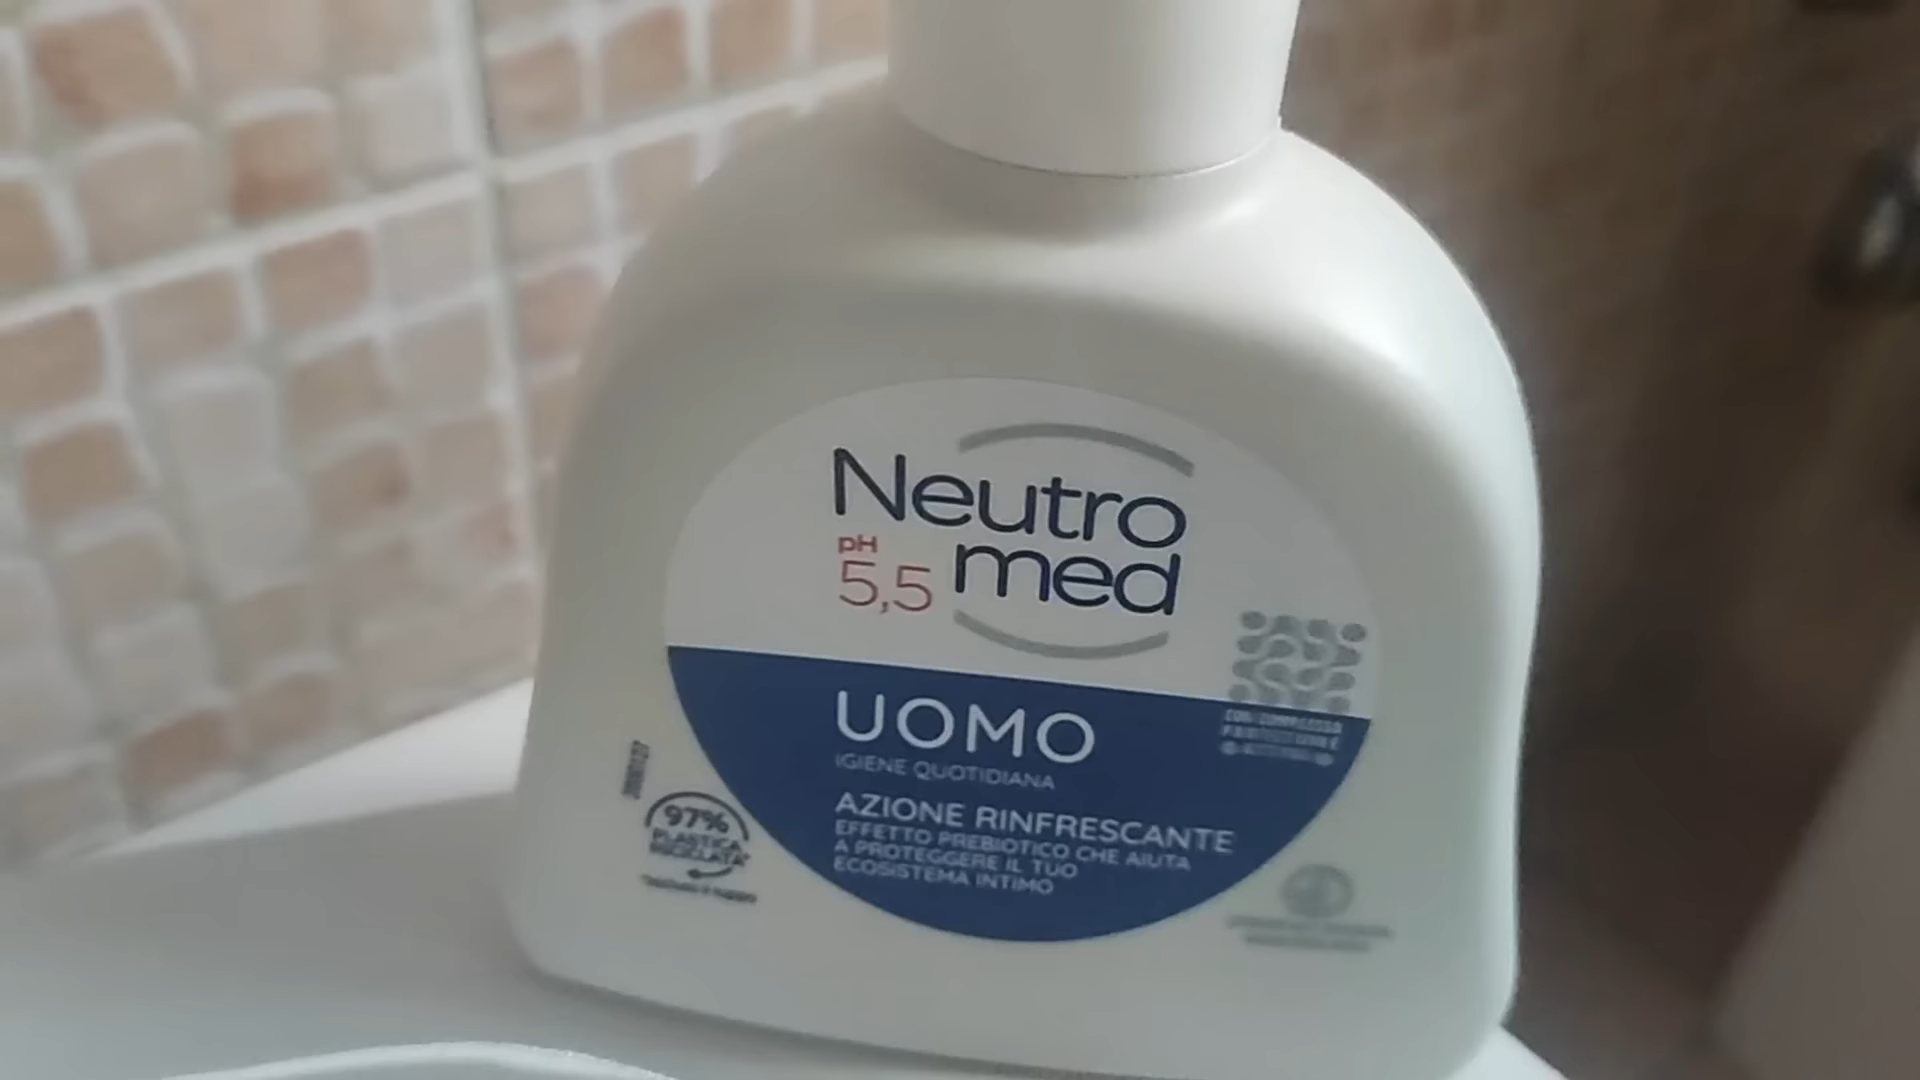 Neutro
pH
5,5 med
UOMO
IGIENE QUOTIDIANA
AZIONE RINFRESCANTE
EFFETTO PREBIOTICO CHE AIUTA
A PROTEGGERE IL TUO
ECOSISTEMA INTIMO
97%
PLASTICA
RICICLATA*